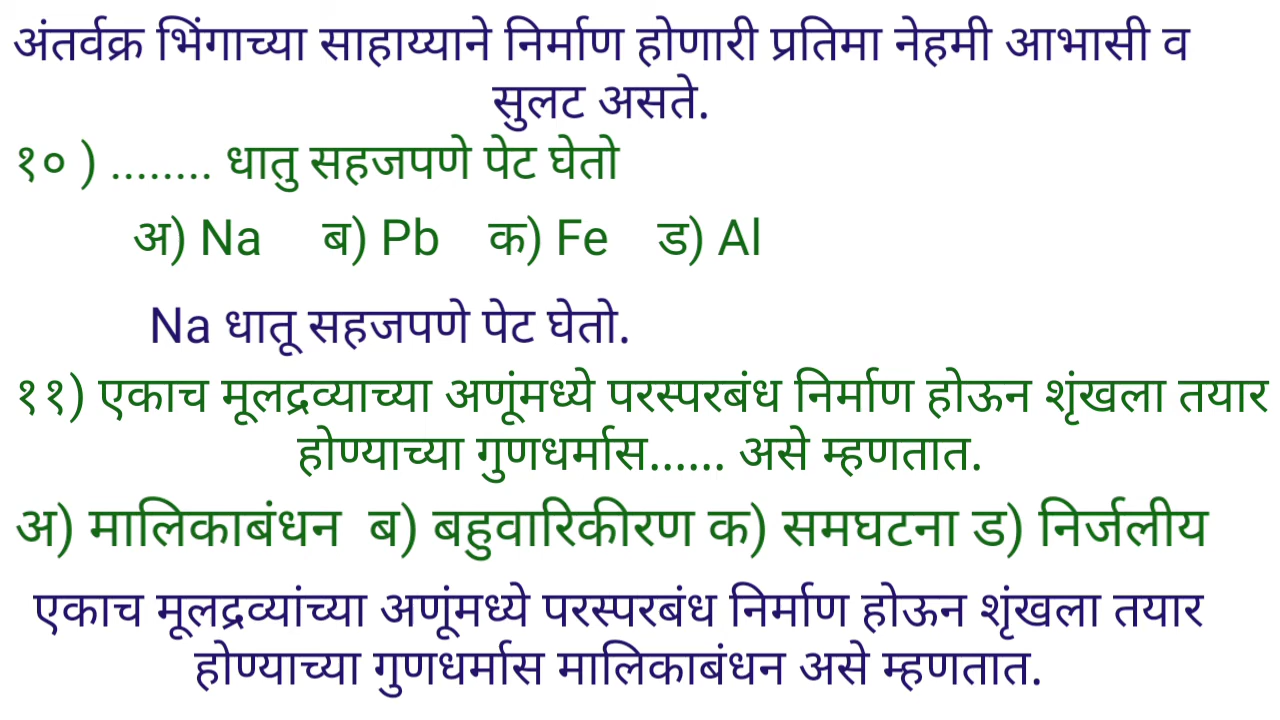 अंतर्वक्र भिंगाच्या साहाय्याने निर्माण होणारी प्रतिमा नेहमी आभासी व
सुलट असते.
१० ) ........ धातु सहजपणे पेट घेतो
अ) Na ब) Pb क) Fe ड) Al
Na धातू सहजपणे पेट घेतो.
११) एकाच मूलद्रव्याच्या अणूंमध्ये परस्परबंध निर्माण होऊन शृंखला तयार
होण्याच्या गुणधर्मास...... असे म्हणतात.
अ) मालिकाबंधन ब) बहुवारिकीरण क) समघटना ड) निर्जलीय
एकाच मूलद्रव्यांच्या अणूंमध्ये परस्परबंध निर्माण होऊन शृंखला तयार
होण्याच्या गुणधर्मास मालिकाबंधन असे म्हणतात.